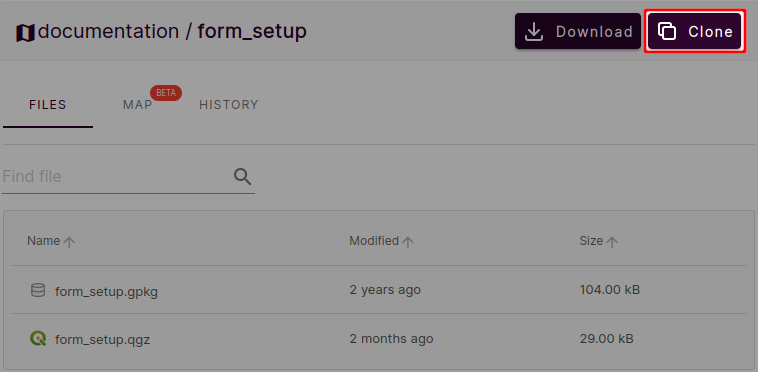 documentation / form_setup
Download
Clone
FILES
MAP
BETA
HISTORY
Find file
Name Modified Size
form_setup.gpkg 2 years ago 104.00 kB
form_setup.qgz 2 months ago 29.00 kB